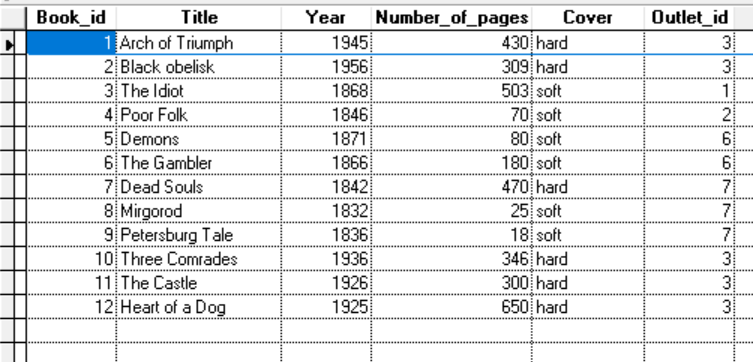 Book_id Title Year Number_of_pages Cover Outlet_id
1 Arch of Triumph 1945 430 hard 3
2 Black obelisk 1956 309 hard 3
3 The Idiot 1868 503 soft 1
4 Poor Folk 1846 70 soft 2
5 Demons 1871 80 soft 6
6 The Gambler 1866 180 soft 6
7 Dead Souls 1842 470 hard 7
8 Mirgorod 1832 25 soft 7
9 Petersburg Tale 1836 18 soft 7
10 Three Comrades 1936 346 hard 3
11 The Castle 1926 300 hard 3
12 Heart of a Dog 1925 650 hard 3